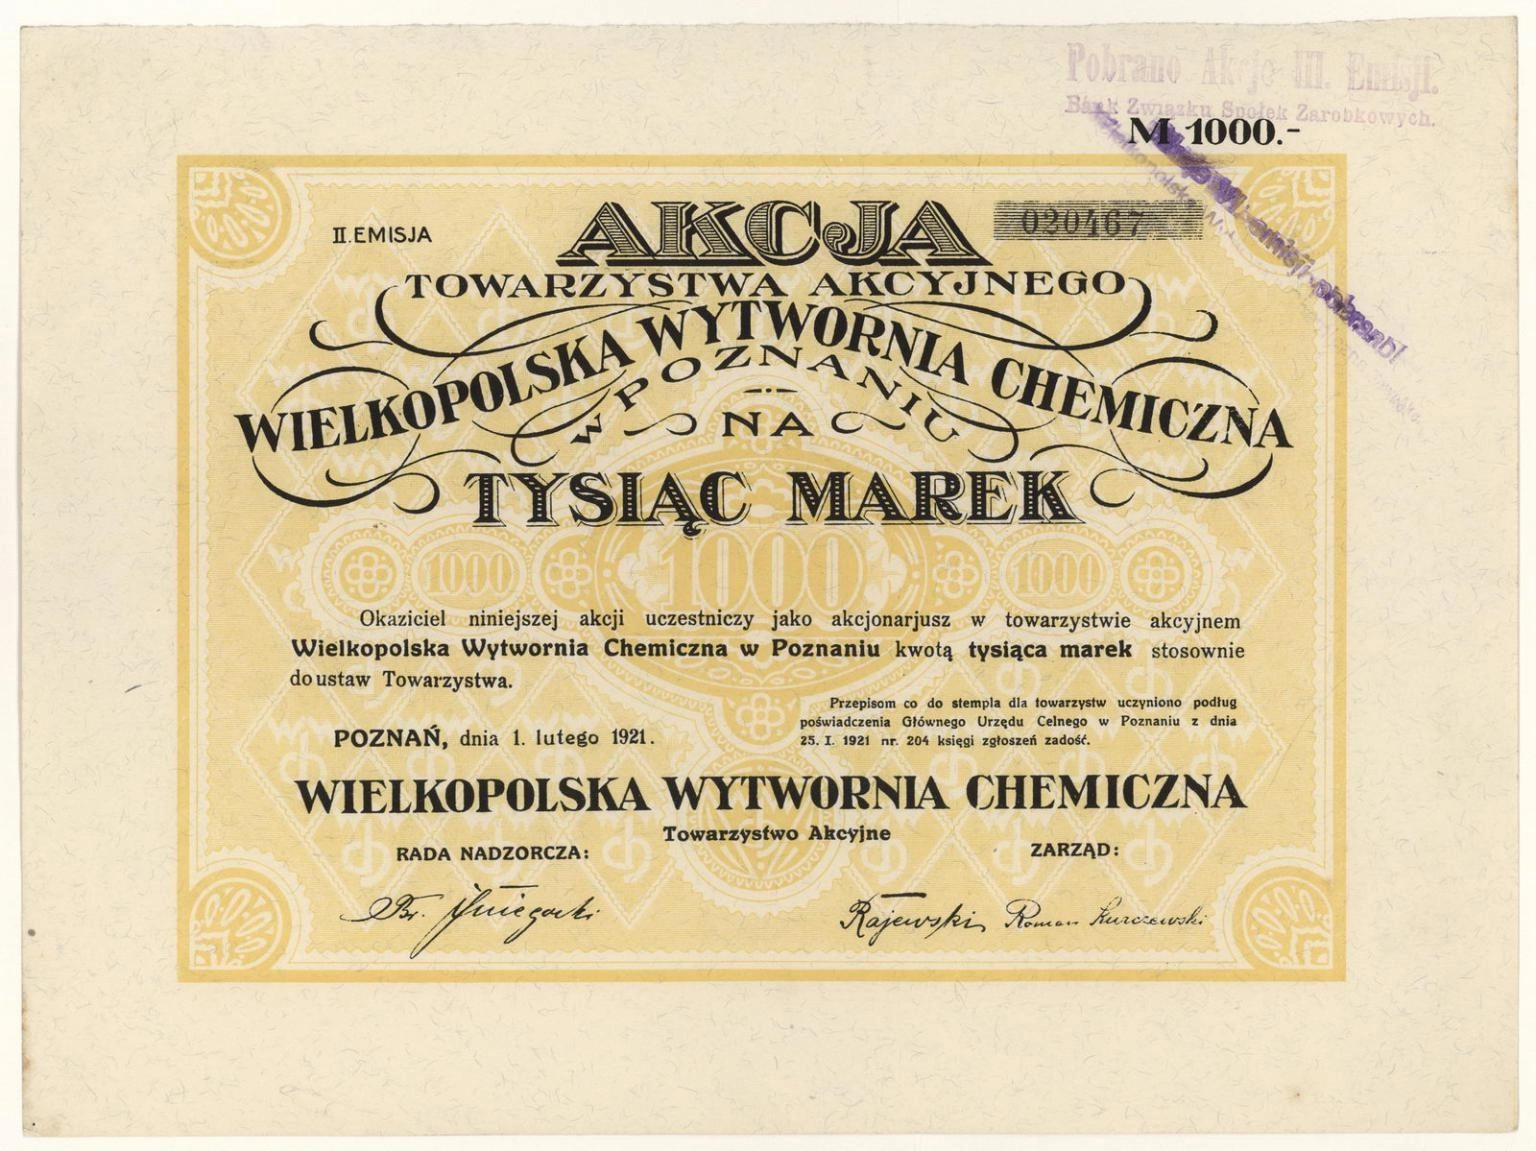 Pobrano Akcje III. Emisji.
Bank Związku Spółek Zarobkowych.
M 1000.-
II. EMISJA
AKCJA
020467
TOWARZYSTWA AKCYJNEGO
WIELKOPOLSKA WYTWORNIA CHEMICZNA
W POZNANIU
NA
TYSIĄC MAREK
1000 1000 1000
Okaziciel niniejszej akcji uczestniczy jako akcjonarjusz w towarzystwie akcyjnem
Wielkopolska Wytwornia Chemiczna w Poznaniu kwotą tysiąca marek stosownie
do ustaw Towarzystwa.
Przepisom co do stempla dla towarzystw uczyniono podług
poświadczenia Głównego Urzędu Celnego w Poznaniu z dnia
25. I. 1921 nr. 204 księgi zgłoszeń zadość.
POZNAŃ, dnia 1. lutego 1921.
WIELKOPOLSKA WYTWORNIA CHEMICZNA
Towarzystwo Akcyjne
RADA NADZORCZA:
ZARZĄD:
Br.
Rajewski Roman Kurczewski